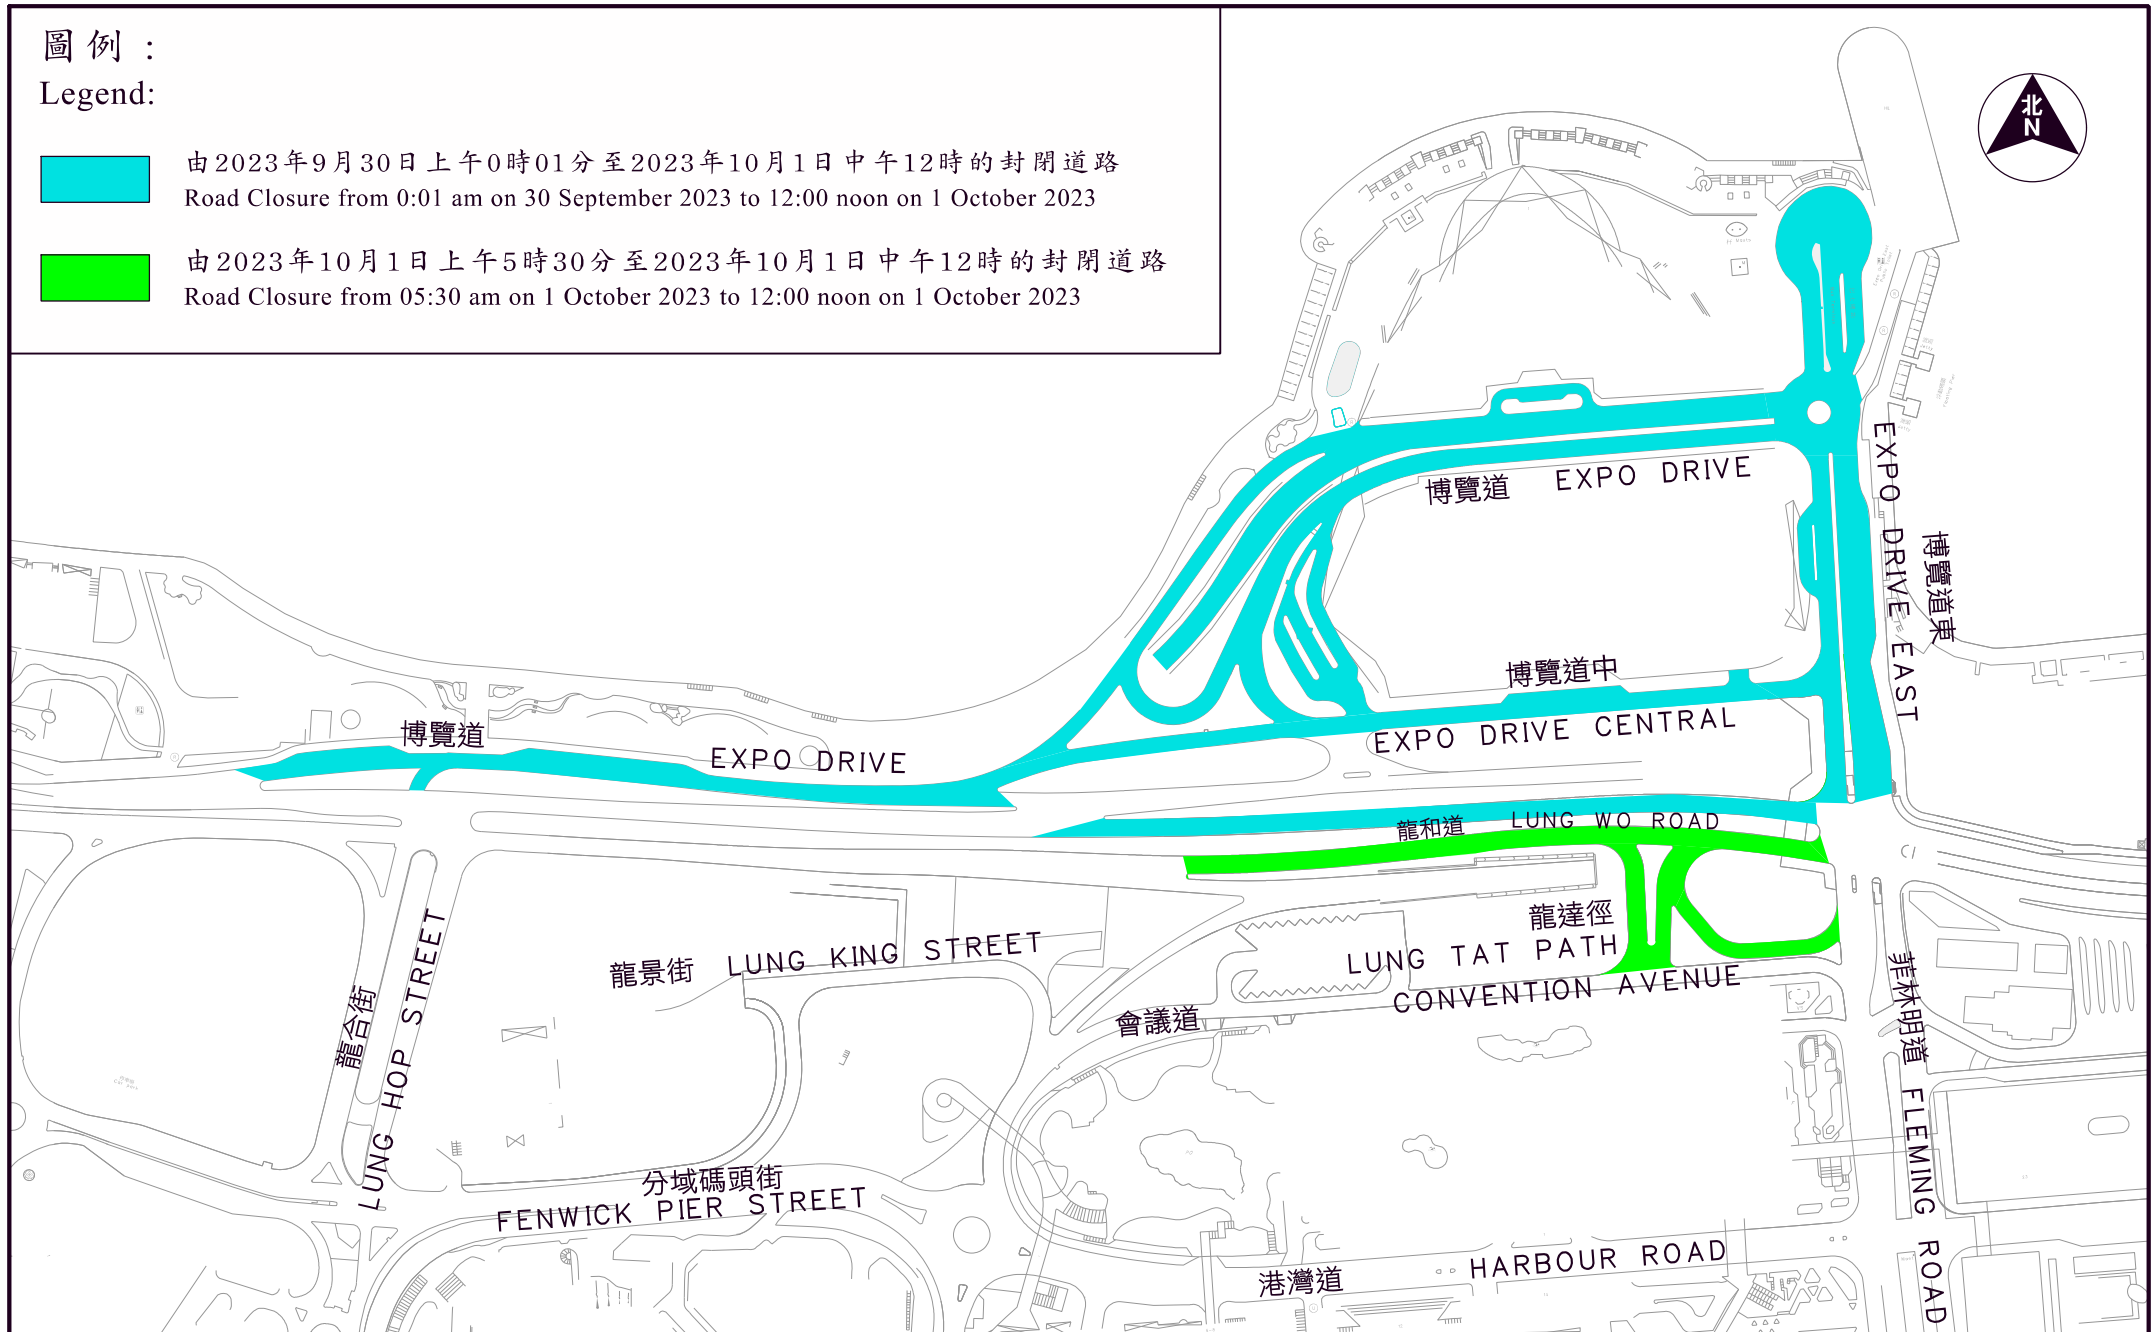 圖例：
Legend:
由2023年9月30日上午0時01分至2023年10月1日中午12時的封閉道路
Road Closure from 0:01 am on 30 September 2023 to 12:00 noon on 1 October 2023
由2023年10月1日上午5時30分至2023年10月1日中午12時的封閉道路
Road Closure from 05:30 am on 1 October 2023 to 12:00 noon on 1 October 2023
北
N
博覽道 EXPO DRIVE
EXPO DRIVE EAST
博覽道東
博覽道中
EXPO DRIVE CENTRAL
博覽道
EXPO DRIVE
龍和道 LUNG WO ROAD
龍達徑
LUNG TAT PATH
龍景街 LUNG KING STREET
CONVENTION AVENUE
會議道
龍合街
LUNG HOP STREET
菲林明道 FLEMING ROAD
分域碼頭街
FENWICK PIER STREET
HARBOUR ROAD
港灣道